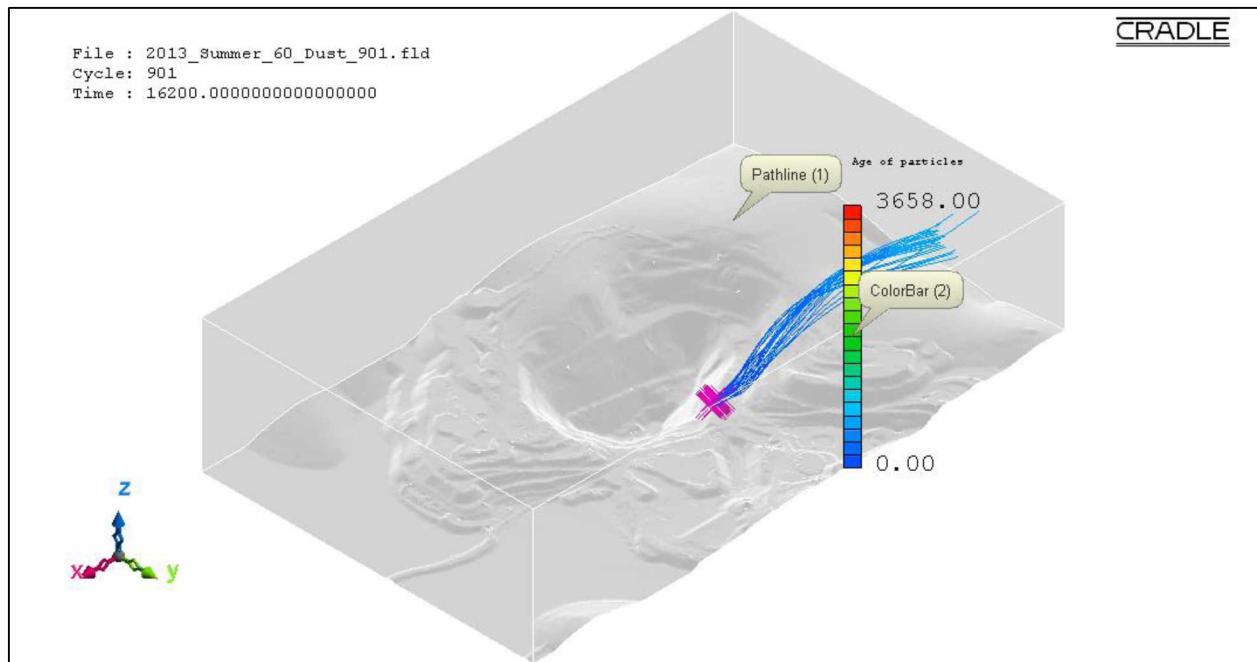 CRADLE
File : 2013_Summer_60_Dust_901.fld
Cycle: 901
Time : 16200.0000000000000000
Age of particles
Pathline (1)
3658.00
ColorBar (2)
0.00
z
x
y